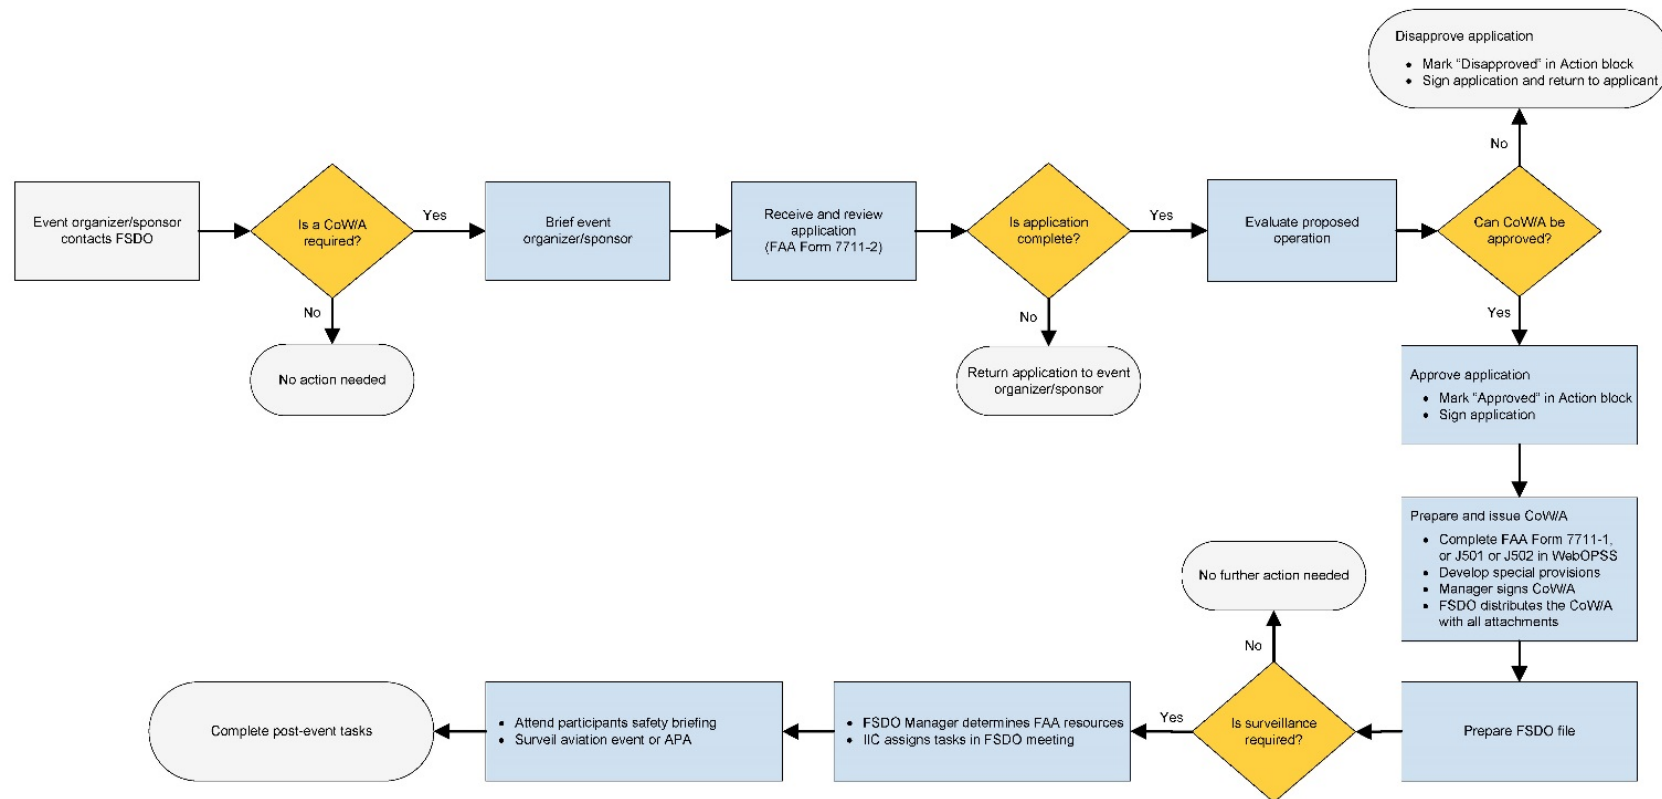 Event organizer/sponsor
contacts FSDO
Is a CoW/A
required?
Yes
No
No action needed
Brief event
organizer/sponsor
Receive and review
application
(FAA Form 7711-2)
Is application
complete?
Yes
No
Return application to event
organizer/sponsor
Evaluate proposed
operation
Can CoW/A be
approved?
No
Disapprove application
• Mark “Disapproved” in Action block
• Sign application and return to applicant
Yes
Approve application
• Mark “Approved” in Action block
• Sign application
Prepare and issue CoW/A
• Complete FAA Form 7711-1,
or J501 or J502 in WebOPSS
• Develop special provisions
• Manager signs CoW/A
• FSDO distributes the CoW/A
with all attachments
Prepare FSDO file
Is surveillance
required?
No
No further action needed
Yes
• FSDO Manager determines FAA resources
• IIC assigns tasks in FSDO meeting
• Attend participants safety briefing
• Surveil aviation event or APA
Complete post-event tasks